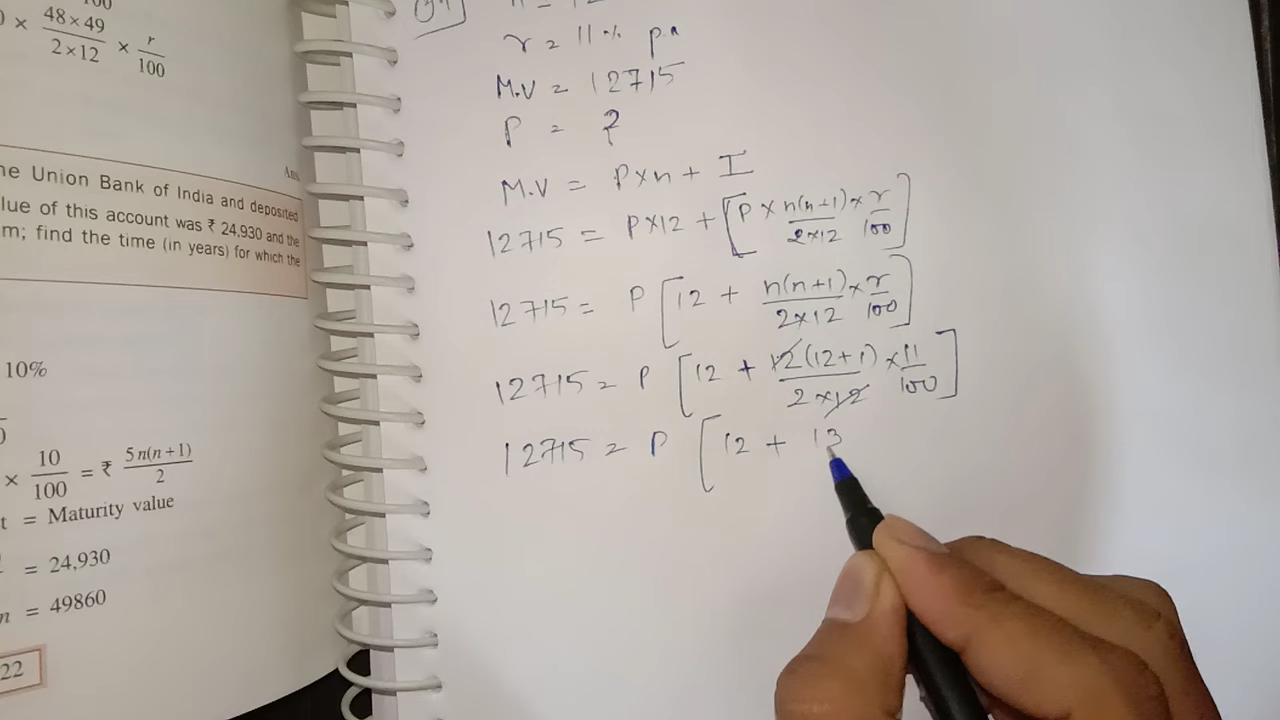 48 × 49
× ── × r
2 × 12 100
Ans.
Union Bank of India and deposited
of this account was ₹ 24,930 and the
find the time (in years) for which the
10%
× 10/100 = ₹ 5n(n + 1)/2
= Maturity value
= 24,930
= 49860
22
r = 11% p.a
M.V = 12715
P = ?
M.V = P×n + I
12715 = P×12 + [P × n(n+1)/2×12 × r/100]
12715 = P [12 + n(n+1)/2×12 × r/100]
12715 = P [12 + 12(12+1)/2×12 × 11/100]
12715 = P [12 + 13